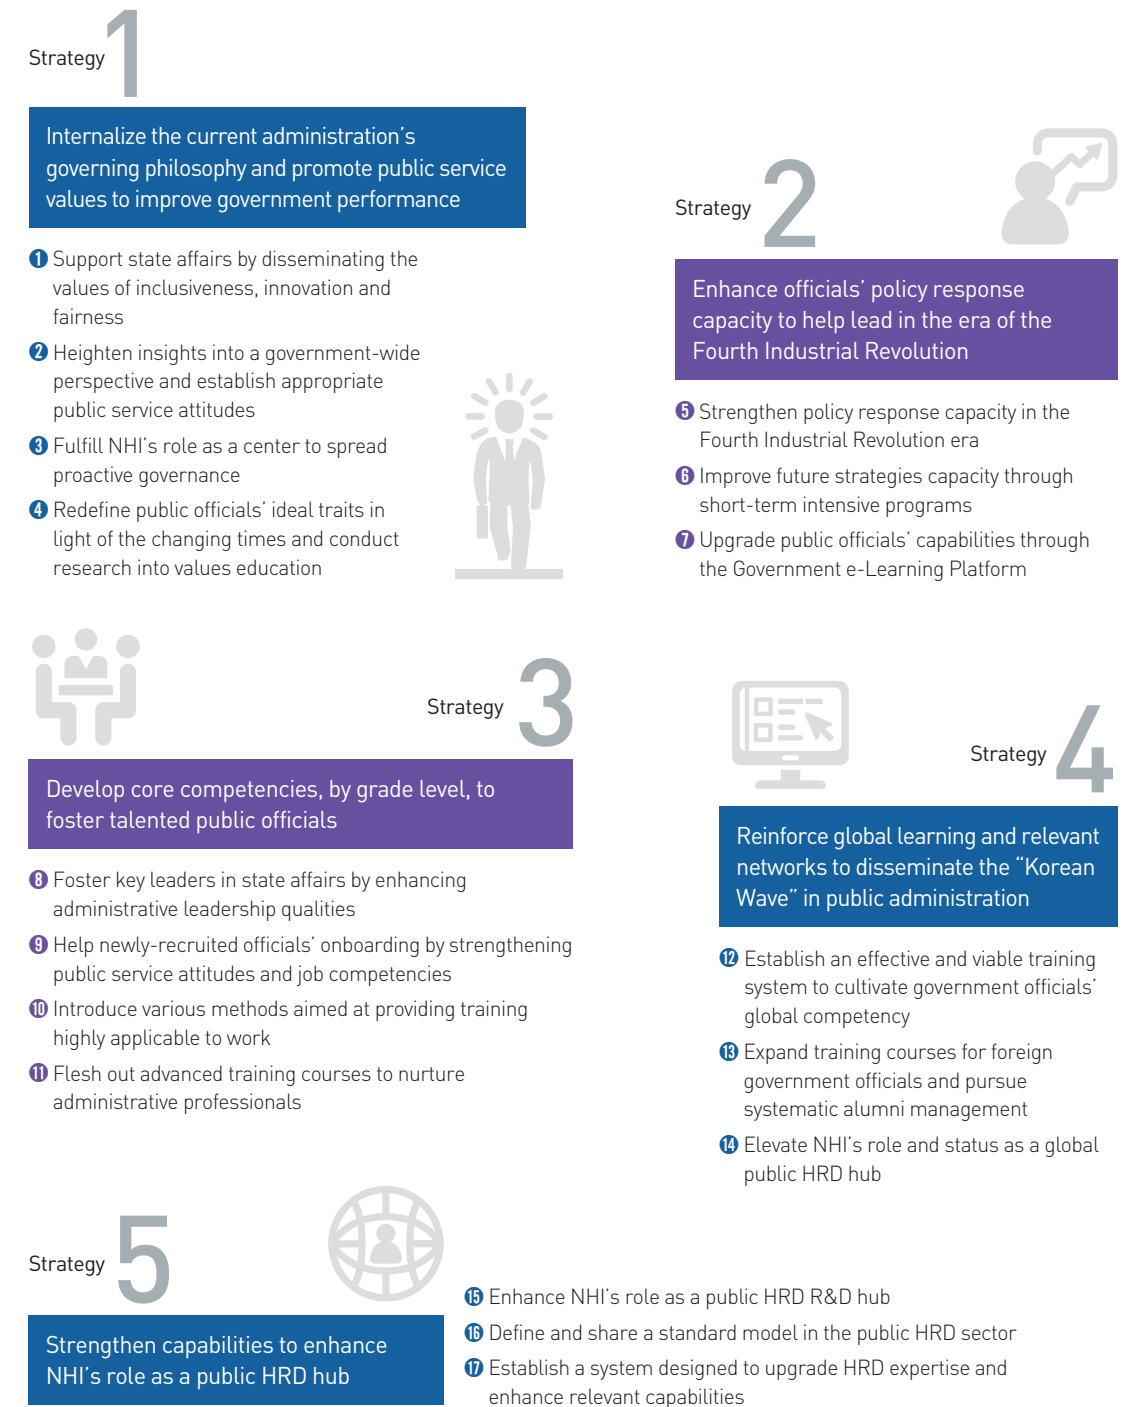 Strategy 1
Internalize the current administration's
governing philosophy and promote public service
values to improve government performance
❶ Support state affairs by disseminating the
values of inclusiveness, innovation and
fairness
❷ Heighten insights into a government-wide
perspective and establish appropriate
public service attitudes
❸ Fulfill NHI's role as a center to spread
proactive governance
❹ Redefine public officials' ideal traits in
light of the changing times and conduct
research into values education
Strategy 2
Enhance officials' policy response
capacity to help lead in the era of the
Fourth Industrial Revolution
❺ Strengthen policy response capacity in the
Fourth Industrial Revolution era
❻ Improve future strategies capacity through
short-term intensive programs
❼ Upgrade public officials' capabilities through
the Government e-Learning Platform
Strategy 3
Develop core competencies, by grade level, to
foster talented public officials
❽ Foster key leaders in state affairs by enhancing
administrative leadership qualities
❾ Help newly-recruited officials' onboarding by strengthening
public service attitudes and job competencies
❿ Introduce various methods aimed at providing training
highly applicable to work
⓫ Flesh out advanced training courses to nurture
administrative professionals
Strategy 4
Reinforce global learning and relevant
networks to disseminate the "Korean
Wave" in public administration
⓬ Establish an effective and viable training
system to cultivate government officials'
global competency
⓭ Expand training courses for foreign
government officials and pursue
systematic alumni management
⓮ Elevate NHI's role and status as a global
public HRD hub
Strategy 5
Strengthen capabilities to enhance
NHI's role as a public HRD hub
⓯ Enhance NHI's role as a public HRD R&D hub
⓰ Define and share a standard model in the public HRD sector
⓱ Establish a system designed to upgrade HRD expertise and
enhance relevant capabilities